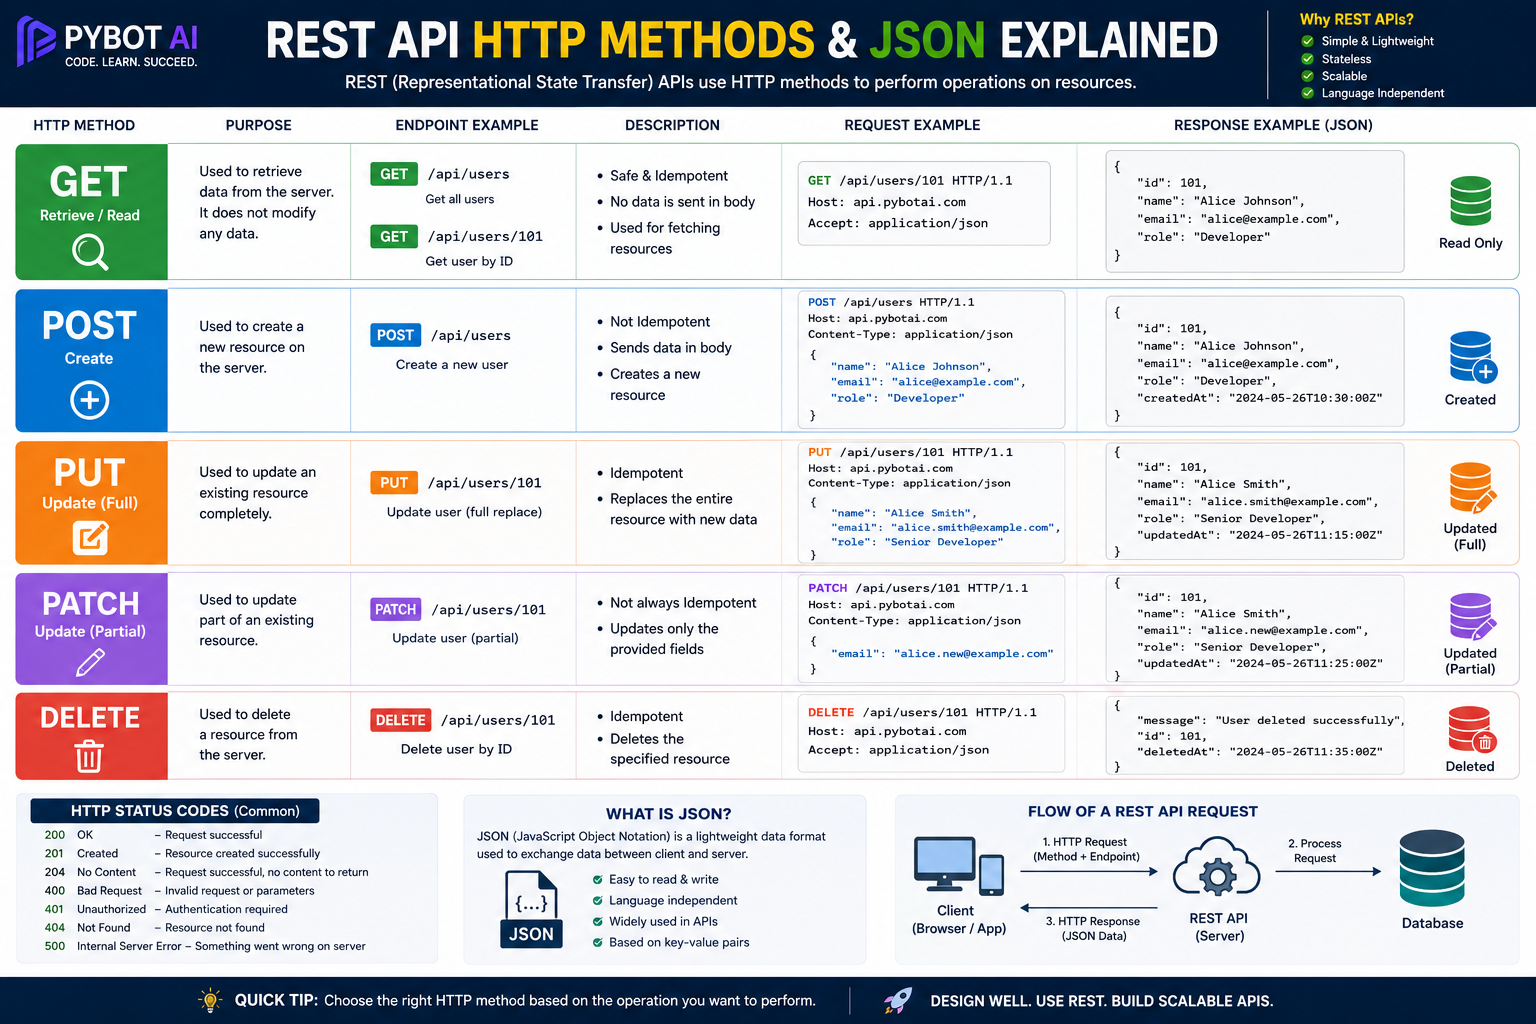 PYBOT AI
CODE. LEARN. SUCCEED.
REST API HTTP METHODS & JSON EXPLAINED
REST (Representational State Transfer) APIs use HTTP methods to perform operations on resources.
Why REST APIs?
Simple & Lightweight
Stateless
Scalable
Language Independent
HTTP METHOD
PURPOSE
ENDPOINT EXAMPLE
DESCRIPTION
REQUEST EXAMPLE
RESPONSE EXAMPLE (JSON)
GET
Retrieve / Read
Used to retrieve
data from the server.
It does not modify
any data.
GET /api/users
Get all users
GET /api/users/101
Get user by ID
• Safe & Idempotent
• No data is sent in body
• Used for fetching
resources
GET /api/users/101 HTTP/1.1
Host: api.pybotai.com
Accept: application/json
{
"id": 101,
"name": "Alice Johnson",
"email": "alice@example.com",
"role": "Developer"
}
Read Only
POST
Create
Used to create a
new resource on
the server.
POST /api/users
Create a new user
• Not Idempotent
• Sends data in body
• Creates a new
resource
POST /api/users HTTP/1.1
Host: api.pybotai.com
Content-Type: application/json
{
"name": "Alice Johnson",
"email": "alice@example.com",
"role": "Developer"
}
{
"id": 101,
"name": "Alice Johnson",
"email": "alice@example.com",
"role": "Developer",
"createdAt": "2024-05-26T10:30:00Z"
}
Created
PUT
Update (Full)
Used to update an
existing resource
completely.
PUT /api/users/101
Update user (full replace)
• Idempotent
• Replaces the entire
resource with new data
PUT /api/users/101 HTTP/1.1
Host: api.pybotai.com
Content-Type: application/json
{
"name": "Alice Smith",
"email": "alice.smith@example.com",
"role": "Senior Developer"
}
{
"id": 101,
"name": "Alice Smith",
"email": "alice.smith@example.com",
"role": "Senior Developer",
"updatedAt": "2024-05-26T11:15:00Z"
}
Updated
(Full)
PATCH
Update (Partial)
Used to update
part of an existing
resource.
PATCH /api/users/101
Update user (partial)
• Not always Idempotent
• Updates only the
provided fields
PATCH /api/users/101 HTTP/1.1
Host: api.pybotai.com
Content-Type: application/json
{
"email": "alice.new@example.com"
}
{
"id": 101,
"name": "Alice Smith",
"email": "alice.new@example.com",
"role": "Senior Developer",
"updatedAt": "2024-05-26T11:25:00Z"
}
Updated
(Partial)
DELETE
Used to delete
a resource from
the server.
DELETE /api/users/101
Delete user by ID
• Idempotent
• Deletes the
specified resource
DELETE /api/users/101 HTTP/1.1
Host: api.pybotai.com
Accept: application/json
{
"message": "User deleted successfully",
"id": 101,
"deletedAt": "2024-05-26T11:35:00Z"
}
Deleted
HTTP STATUS CODES (Common)
200 OK – Request successful
201 Created – Resource created successfully
204 No Content – Request successful, no content to return
400 Bad Request – Invalid request or parameters
401 Unauthorized – Authentication required
404 Not Found – Resource not found
500 Internal Server Error – Something went wrong on server
WHAT IS JSON?
JSON (JavaScript Object Notation) is a lightweight data format
used to exchange data between client and server.
{...}
JSON
Easy to read & write
Language independent
Widely used in APIs
Based on key-value pairs
FLOW OF A REST API REQUEST
Client
(Browser / App)
1. HTTP Request
(Method + Endpoint)
3. HTTP Response
(JSON Data)
REST API
(Server)
2. Process
Request
Database
QUICK TIP: Choose the right HTTP method based on the operation you want to perform.
DESIGN WELL. USE REST. BUILD SCALABLE APIS.